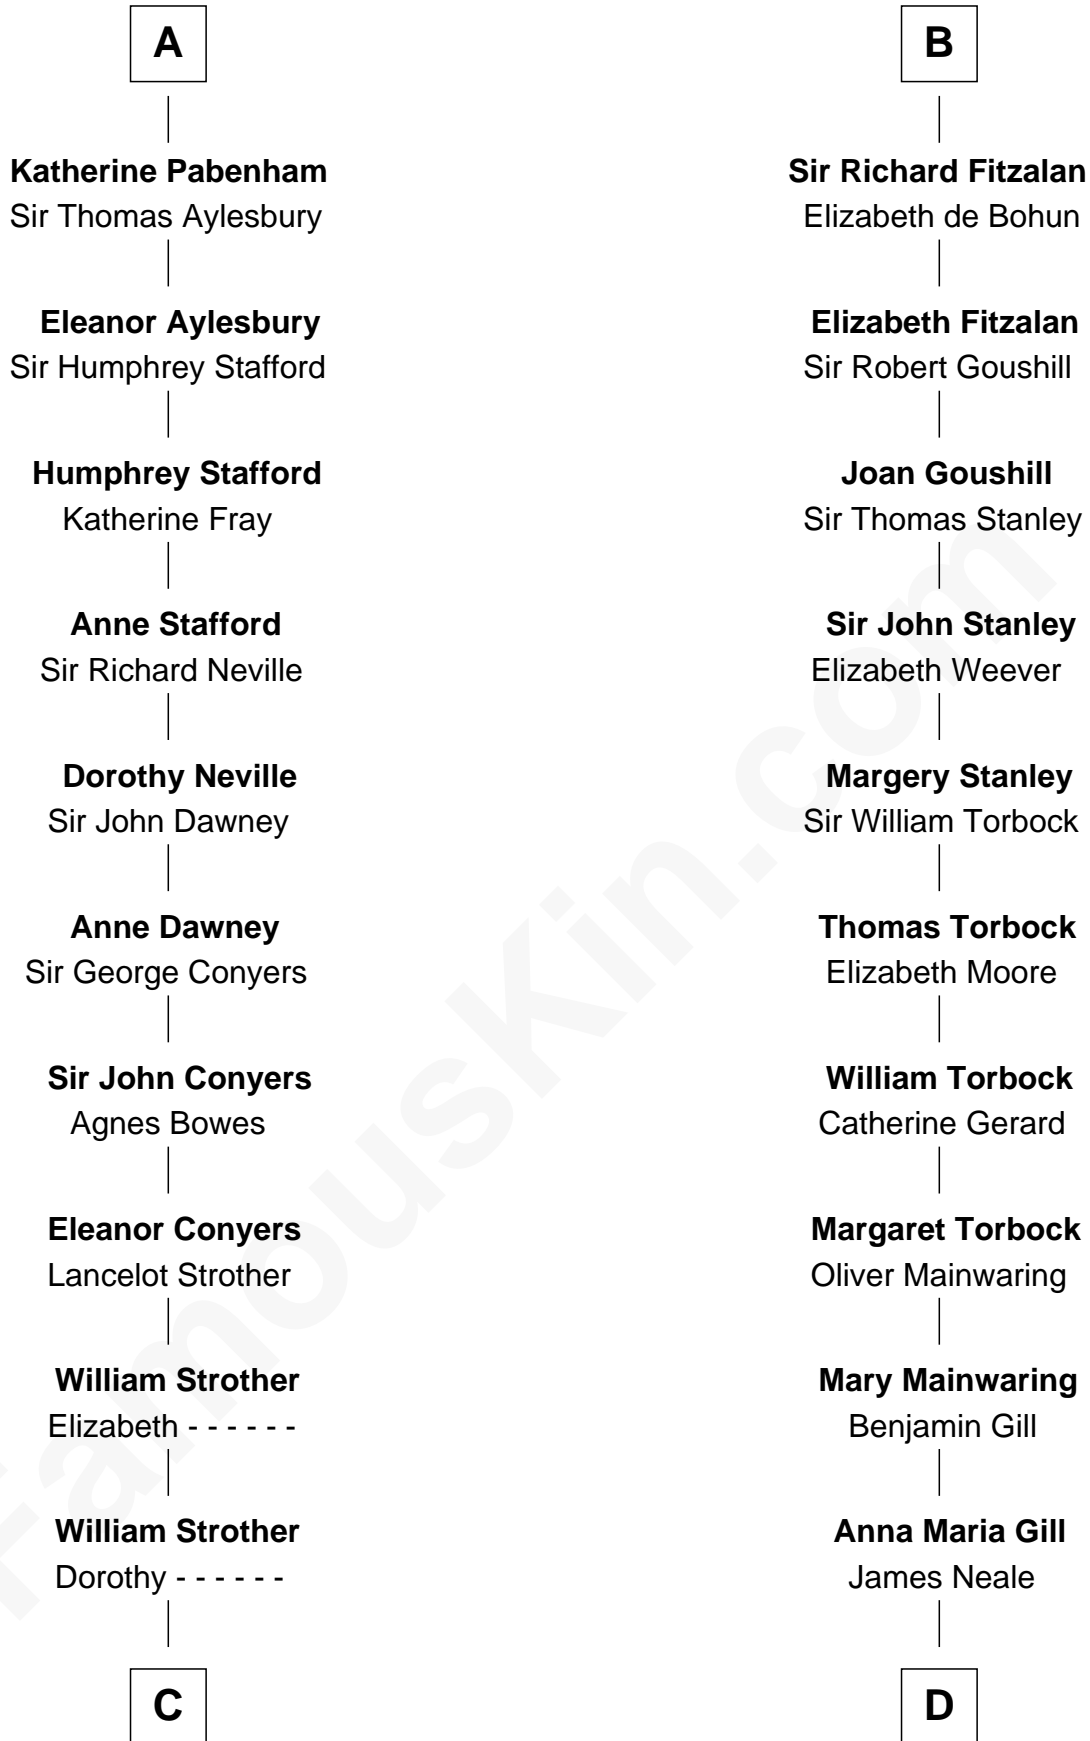 A
Katherine Pabenham
Sir Thomas Aylesbury
Eleanor Aylesbury
Sir Humphrey Stafford
Humphrey Stafford
Katherine Fray
Anne Stafford
Sir Richard Neville
Dorothy Neville
Sir John Dawney
Anne Dawney
Sir George Conyers
Sir John Conyers
Agnes Bowes
Eleanor Conyers
Lancelot Strother
William Strother
Elizabeth - - - - - -
William Strother
Dorothy - - - - - -
C
B
Sir Richard Fitzalan
Elizabeth de Bohun
Elizabeth Fitzalan
Sir Robert Goushill
Joan Goushill
Sir Thomas Stanley
Sir John Stanley
Elizabeth Weever
Margery Stanley
Sir William Torbock
Thomas Torbock
Elizabeth Moore
William Torbock
Catherine Gerard
Margaret Torbock
Oliver Mainwaring
Mary Mainwaring
Benjamin Gill
Anna Maria Gill
James Neale
D
FamousKin.com